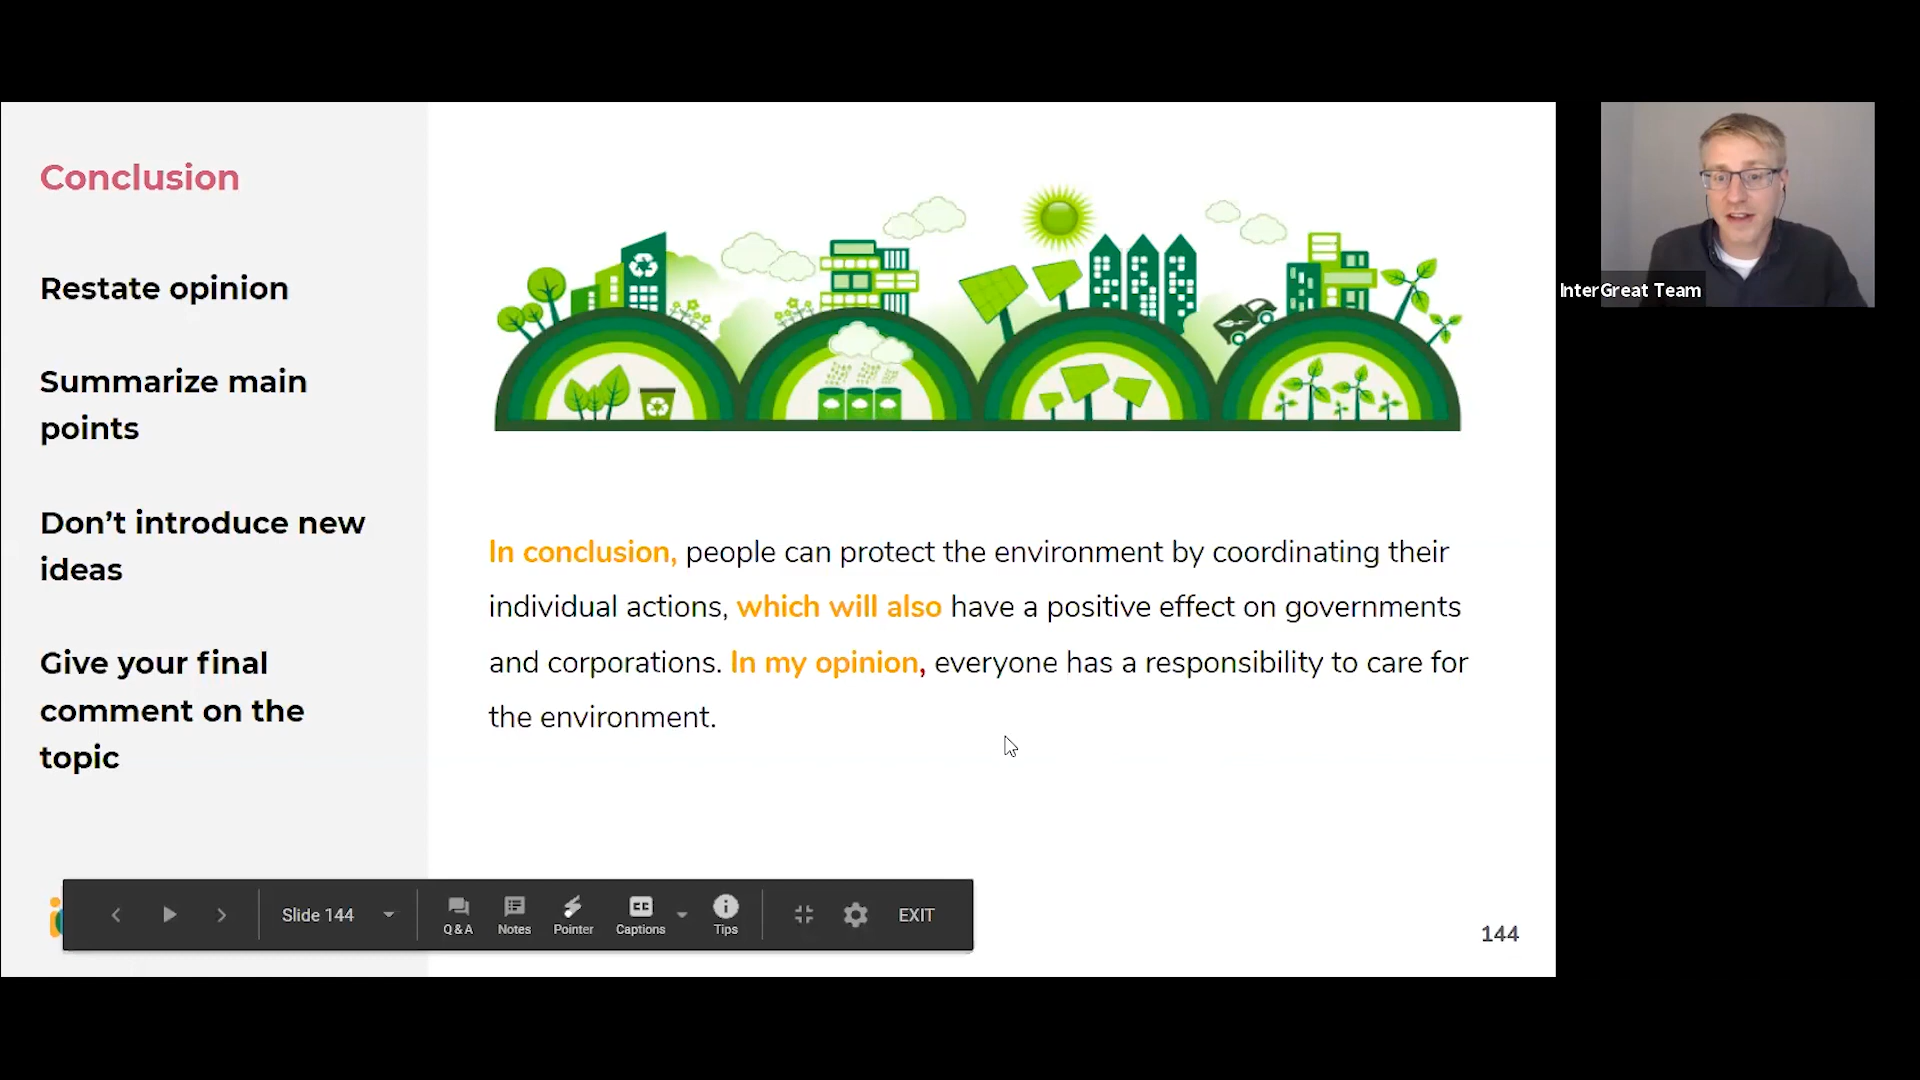 Conclusion
Restate opinion
Summarize main
points
Don't introduce new
ideas
Give your final
comment on the
topic
In conclusion, people can protect the environment by coordinating their
individual actions, which will also have a positive effect on governments
and corporations. In my opinion, everyone has a responsibility to care for
the environment.
144
Slide 144
Q&A
Notes
CC
Pointer
Captions
Tips
EXIT
InterGreat Team